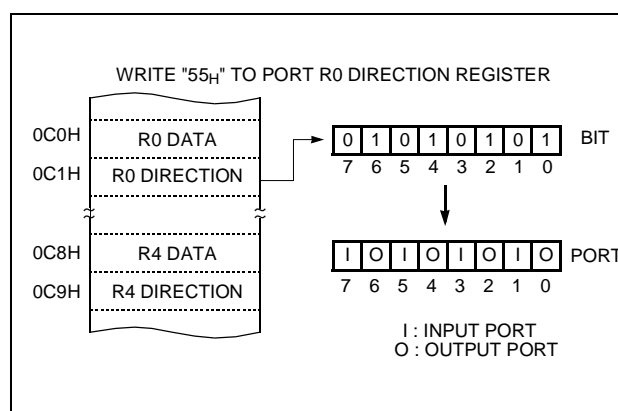 WRITE "55H" TO PORT R0 DIRECTION REGISTER
0C0H R0 DATA 0 1 0 1 0 1 0 1 BIT
0C1H R0 DIRECTION 7 6 5 4 3 2 1 0
0C8H R4 DATA I O I O I O I O PORT
0C9H R4 DIRECTION 7 6 5 4 3 2 1 0
I : INPUT PORT
O : OUTPUT PORT